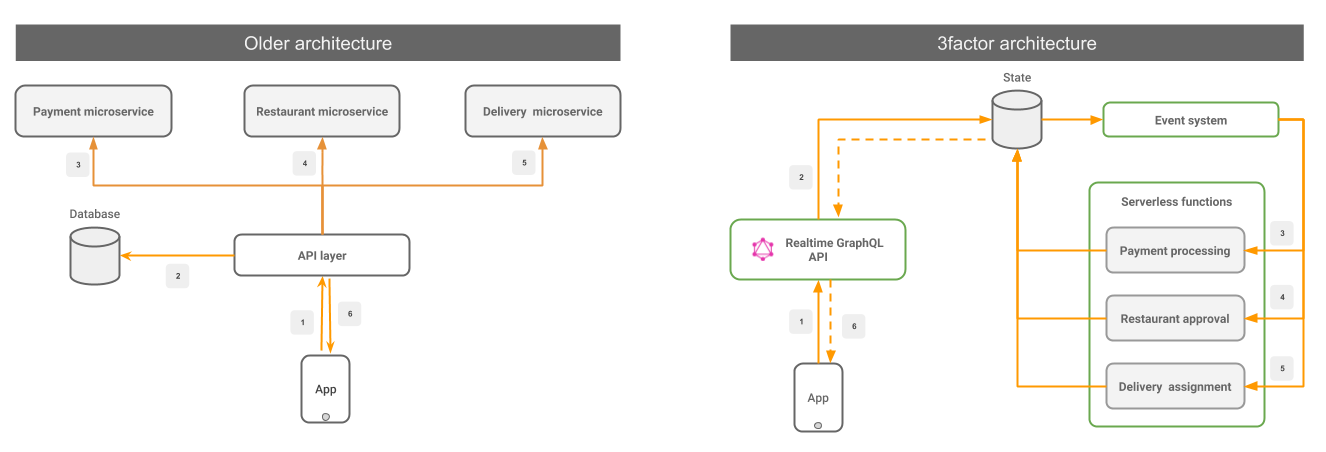 Older architecture
Payment microservice
Restaurant microservice
Delivery microservice
3
4
5
Database
API layer
2
1
6
App
3factor architecture
State
Event system
2
Serverless functions
Realtime GraphQL
API
Payment processing
3
Restaurant approval
4
Delivery assignment
5
1
6
App